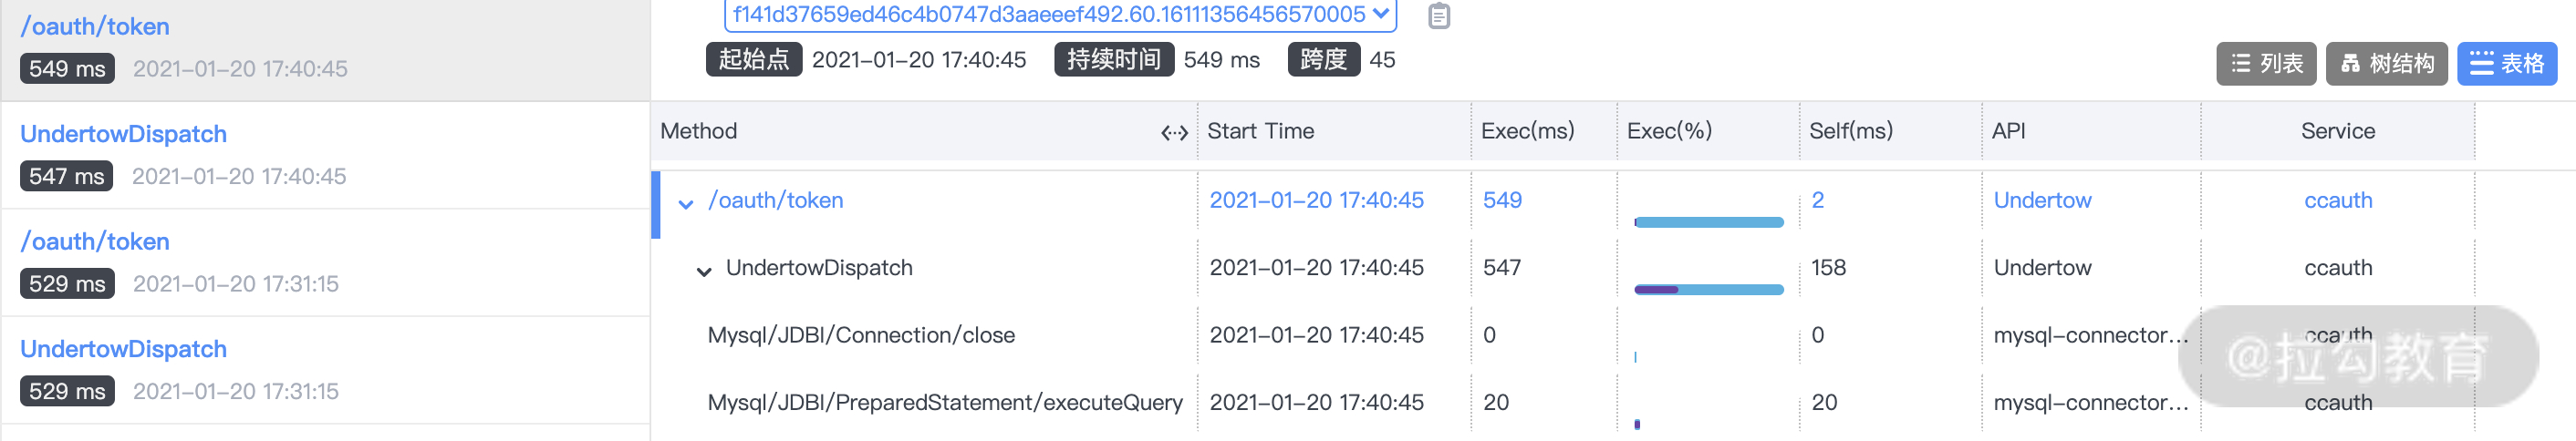 /oauth/token
549 ms 2021-01-20 17:40:45
UndertowDispatch
547 ms 2021-01-20 17:40:45
/oauth/token
529 ms 2021-01-20 17:31:15
UndertowDispatch
529 ms 2021-01-20 17:31:15
f141d37659ed46c4b0747d3aaeeef492.60.16111356456570005
起始点 2021-01-20 17:40:45 持续时间 549 ms 跨度 45
列表 树结构 表格
Method Start Time Exec(ms) Exec(%) Self(ms) API Service
/oauth/token 2021-01-20 17:40:45 549 2 Undertow ccauth
UndertowDispatch 2021-01-20 17:40:45 547 158 Undertow ccauth
Mysql/JDBI/Connection/close 2021-01-20 17:40:45 0 0 mysql-connector... ccauth
Mysql/JDBI/PreparedStatement/executeQuery 2021-01-20 17:40:45 20 20 mysql-connector... ccauth
@拉勾教育